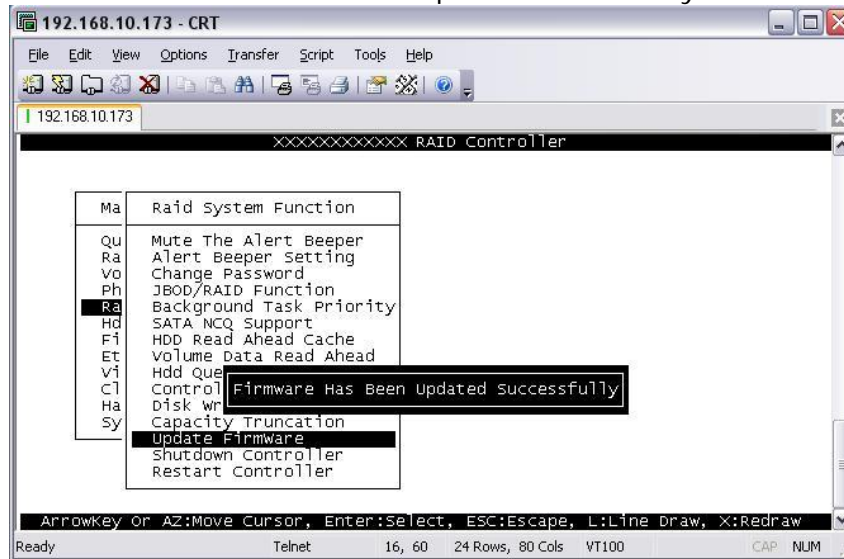 192.168.10.173 - CRT
File Edit View Options Transfer Script Tools Help
192.168.10.173
XXXXXXXXXXXX RAID Controller
Ma
Raid System Function
Qu
Mute The Alert Beeper
Ra
Alert Beeper Setting
Vo
Change Password
Ph
JBOD/RAID Function
Ra
Background Task Priority
Hd
SATA NCQ Support
Fi
HDD Read Ahead Cache
Et
Volume Data Read Ahead
Vi
Hdd Que
Cl
Control
Firmware Has Been Updated Successfully
Ha
Disk Wr
Sy
Capacity Truncation
Update FirmWare
Shutdown Controller
Restart Controller
ArrowKey Or AZ:Move Cursor, Enter:Select, ESC:Escape, L:Line Draw, X:Redraw
Ready Telnet 16, 60 24 Rows, 80 Cols VT100 CAP NUM